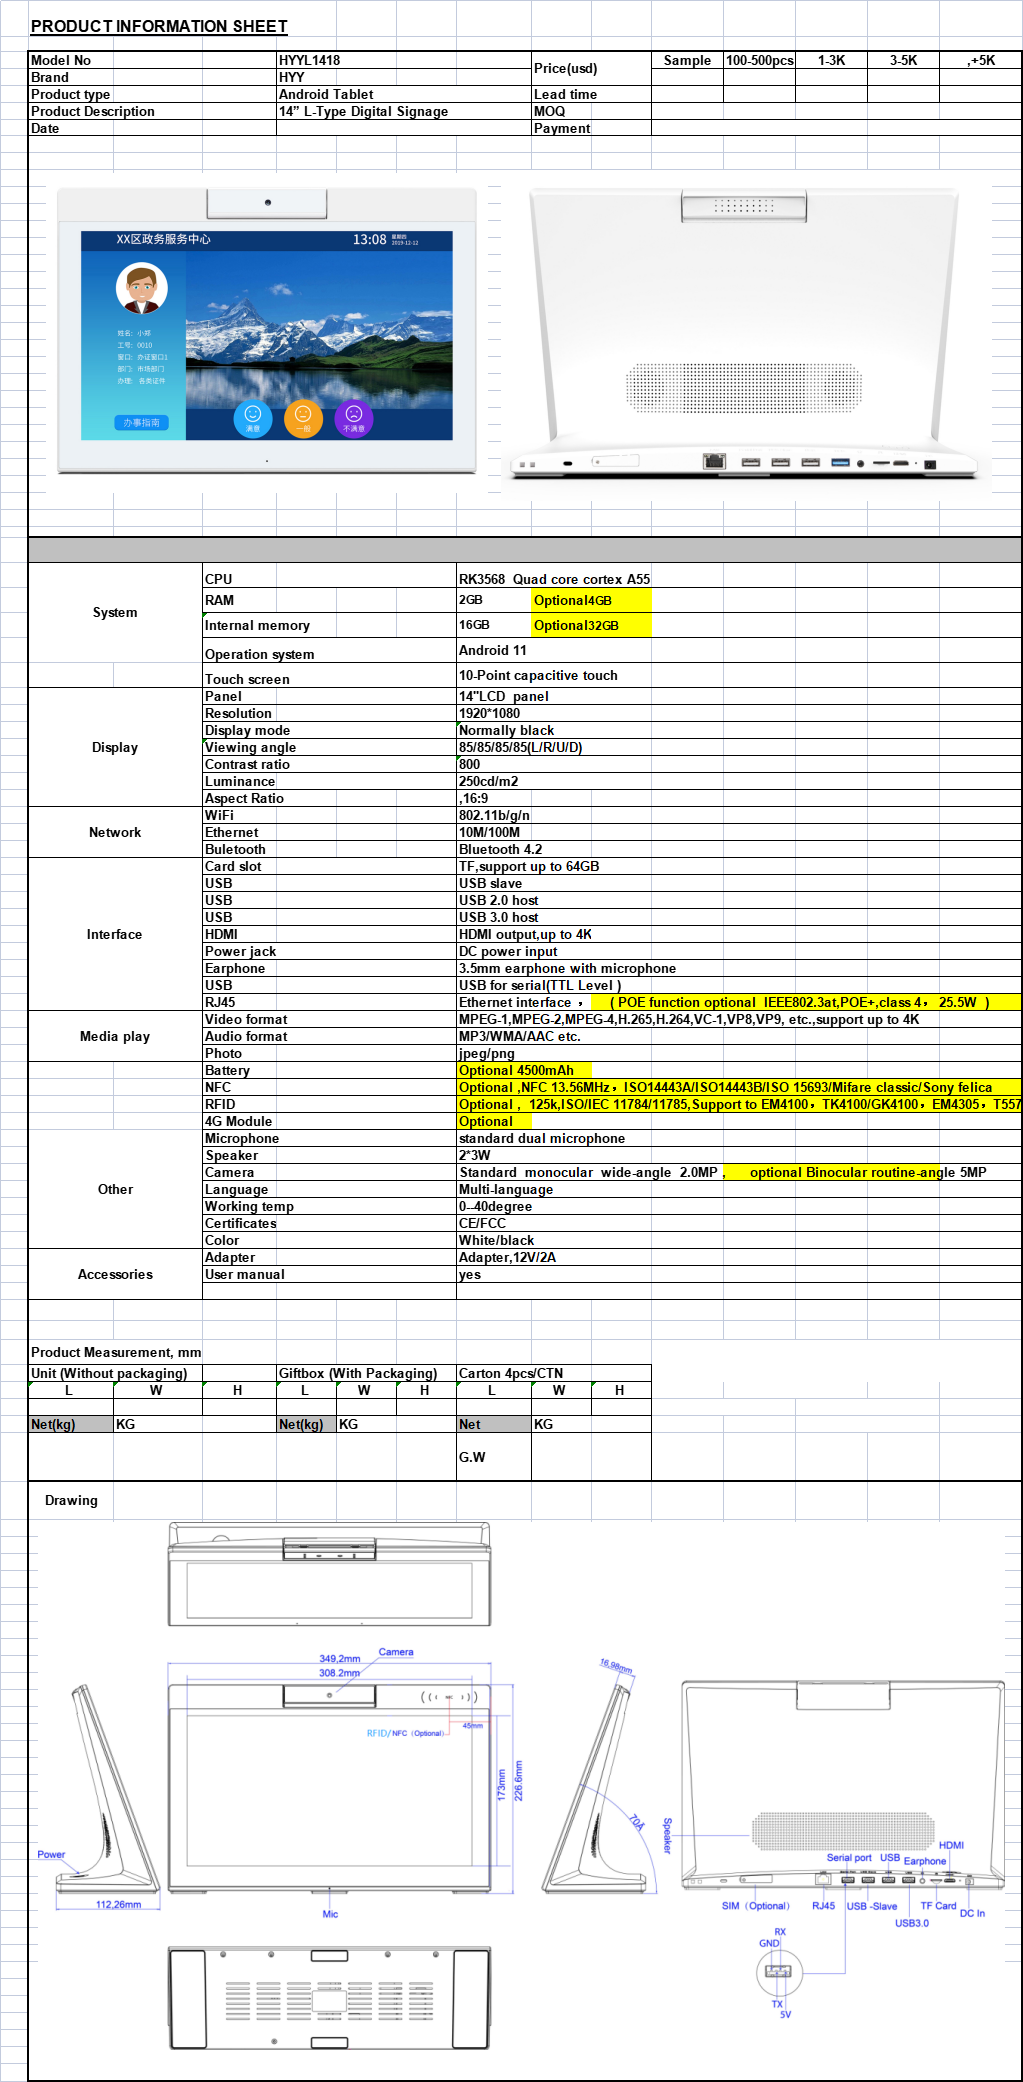 PRODUCT INFORMATION SHEET
Model No HYYL1418 Price(usd) Sample 100-500pcs 1-3K 3-5K ,+5K
Brand HYY
Product type Android Tablet Lead time
Product Description 14” L-Type Digital Signage MOQ
Date Payment
XX区政务服务中心 13:08 星期四 2019-12-12
姓名: 小郑
工号: 0010
窗口: 办证窗口1
部门: 市场部门
办理: 各类证件
办事指南
满意 一般 不满意
System
CPU RK3568 Quad core cortex A55
RAM 2GB Optional4GB
Internal memory 16GB Optional32GB
Operation system Android 11
Touch screen 10-Point capacitive touch
Display
Panel 14"LCD panel
Resolution 1920*1080
Display mode Normally black
Viewing angle 85/85/85/85(L/R/U/D)
Contrast ratio 800
Luminance 250cd/m2
Aspect Ratio ,16:9
Network
WiFi 802.11b/g/n
Ethernet 10M/100M
Buletooth Bluetooth 4.2
Interface
Card slot TF,support up to 64GB
USB USB slave
USB USB 2.0 host
USB USB 3.0 host
HDMI HDMI output,up to 4K
Power jack DC power input
Earphone 3.5mm earphone with microphone
USB USB for serial(TTL Level )
RJ45 Ethernet interface ， ( POE function optional IEEE802.3at,POE+,class 4， 25.5W )
Media play
Video format MPEG-1,MPEG-2,MPEG-4,H.265,H.264,VC-1,VP8,VP9, etc.,support up to 4K
Audio format MP3/WMA/AAC etc.
Photo jpeg/png
Battery Optional 4500mAh
NFC Optional ,NFC 13.56MHz，ISO14443A/ISO14443B/ISO 15693/Mifare classic/Sony felica
RFID Optional , 125k,ISO/IEC 11784/11785,Support to EM4100，TK4100/GK4100，EM4305，T557
4G Module Optional
Other
Microphone standard dual microphone
Speaker 2*3W
Camera Standard monocular wide-angle 2.0MP , optional Binocular routine-angle 5MP
Language Multi-language
Working temp 0--40degree
Certificates CE/FCC
Color White/black
Accessories
Adapter Adapter,12V/2A
User manual yes
Product Measurement, mm
Unit (Without packaging) Giftbox (With Packaging) Carton 4pcs/CTN
L W H L W H L W H
Net(kg) KG Net(kg) KG Net KG
G.W
Drawing
Camera
349,2mm
308.2mm
16,98mm
NFC
45mm
RFID/ NFC（Optional）
173mm
226.6mm
70Â
Power
112,26mm
Mic
Speaker
HDMI
Serial port USB Earphone
SIM（Optional） RJ45 USB -Slave TF Card DC In
USB3.0
RX
GND
TX
5V